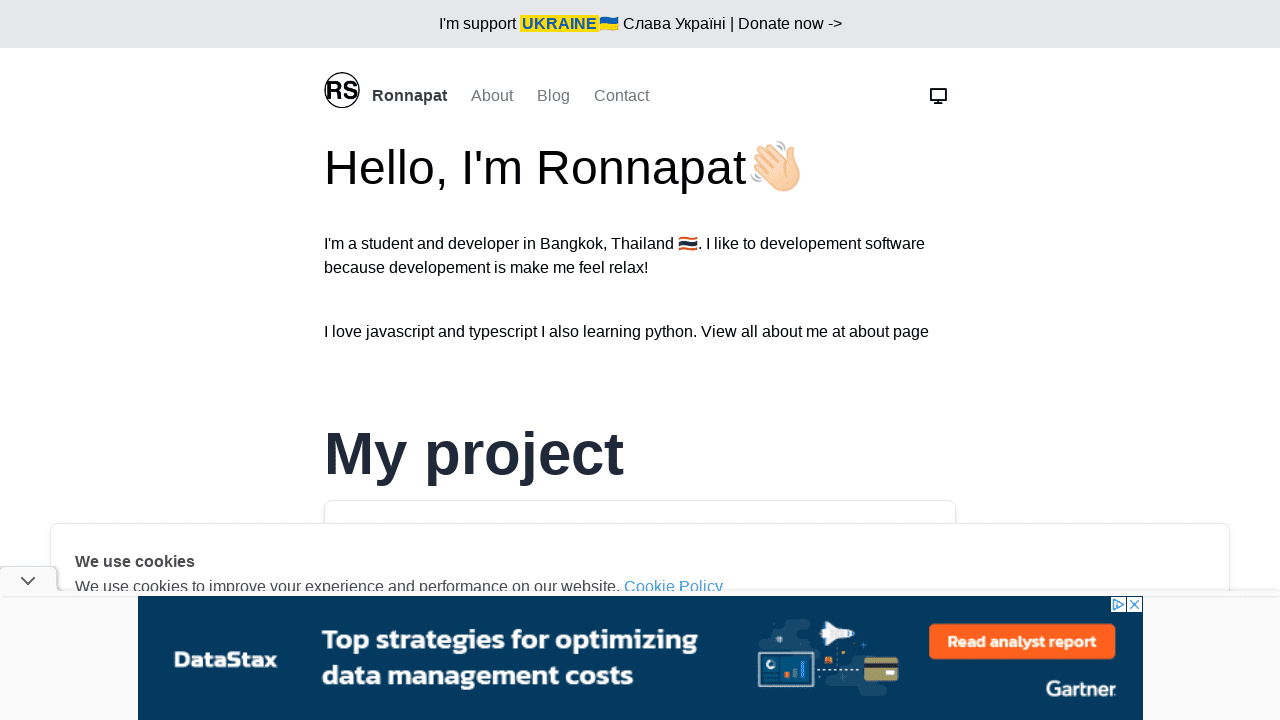 I'm support UKRAINE🇺🇦 Слава Україні | Donate now ->
RS Ronnapat About Blog Contact
Hello, I'm Ronnapat👋🏻
I'm a student and developer in Bangkok, Thailand 🇹🇭. I like to developement software
because developement is make me feel relax!
I love javascript and typescript I also learning python. View all about me at about page
My project
We use cookies
We use cookies to improve your experience and performance on our website. Cookie Policy
DataStax
Top strategies for optimizing
data management costs
Read analyst report
Gartner